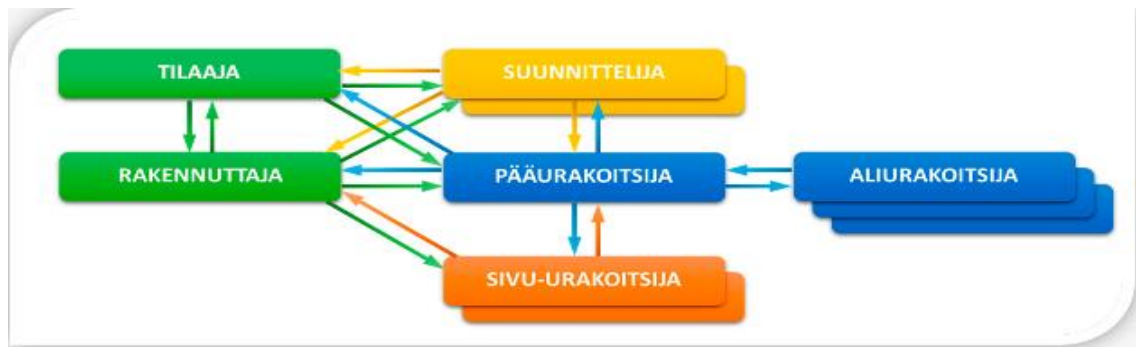 TILAAJA
SUUNNITTELIJA
RAKENNUTTAJA
PÄÄURAKOITSIJA
ALIURAKOITSIJA
SIVU-URAKOITSIJA